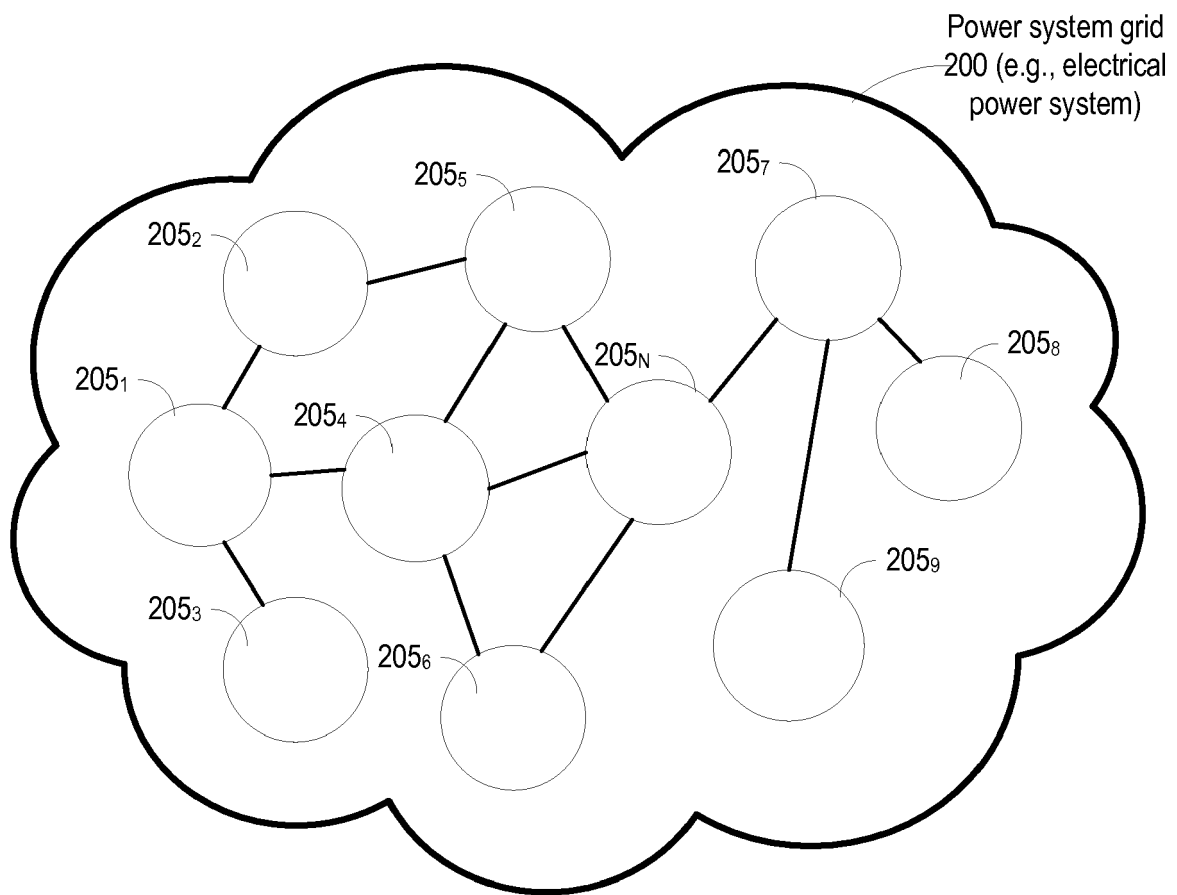 Power system grid
200 (e.g., electrical
power system)
205₅
205₇
205₂
205₈
205N
205₁
205₄
205₉
205₃
205₆